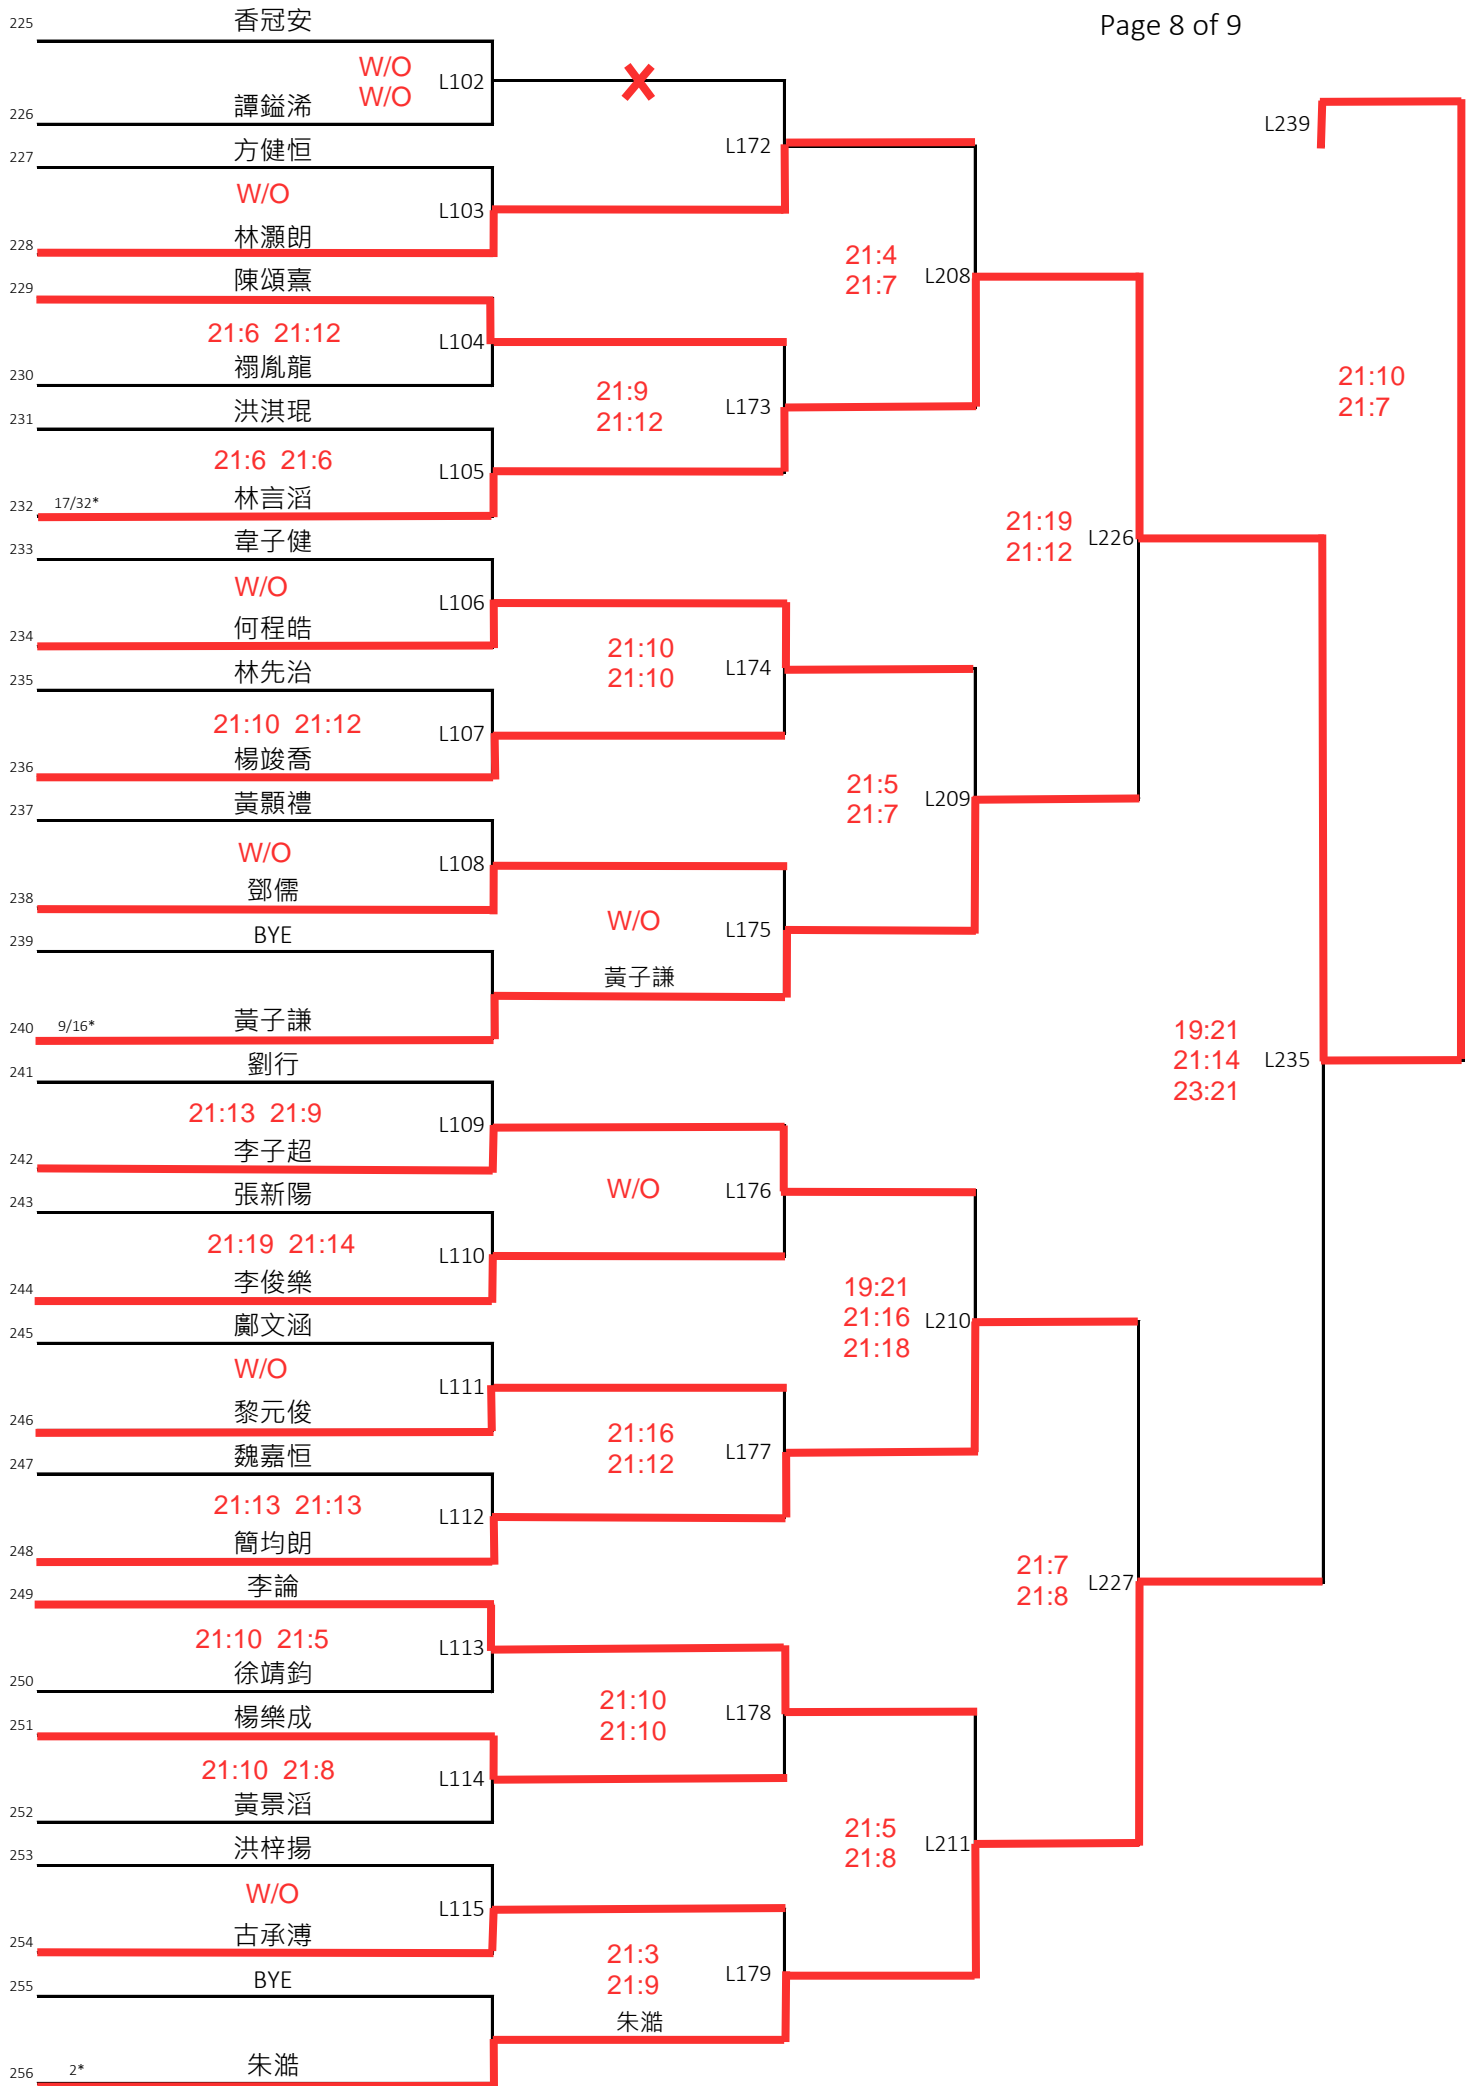 Page 8 of 9
225 香冠安
W/O
W/O
L102
226 譚鎰浠
227 方健恒
W/O
L103
228 林灝朗
L172
229 陳頌熹
21:6 21:12
L104
230 禤胤龍
231 洪淇琨
21:6 21:6
L105
232 17/32* 林言滔
21:9
21:12
L173
21:4
21:7
L208
233 韋子健
W/O
L106
234 何程皓
235 林先治
21:10 21:12
L107
236 楊竣喬
21:10
21:10
L174
237 黃顥禮
W/O
L108
238 鄧儒
239 BYE
240 9/16* 黃子謙
W/O
L175
黃子謙
21:5
21:7
L209
21:19
21:12
L226
241 劉行
21:13 21:9
L109
242 李子超
243 張新陽
21:19 21:14
L110
244 李俊樂
W/O
L176
245 鄺文涵
W/O
L111
246 黎元俊
247 魏嘉恒
21:13 21:13
L112
248 簡均朗
21:16
21:12
L177
19:21
21:16
21:18
L210
249 李論
21:10 21:5
L113
250 徐靖鈞
251 楊樂成
21:10 21:8
L114
252 黃景滔
21:10
21:10
L178
253 洪梓揚
W/O
L115
254 古承溥
255 BYE
256 2* 朱澔
21:3
21:9
L179
朱澔
21:5
21:8
L211
21:7
21:8
L227
19:21
21:14
23:21
L235
L239
21:10
21:7